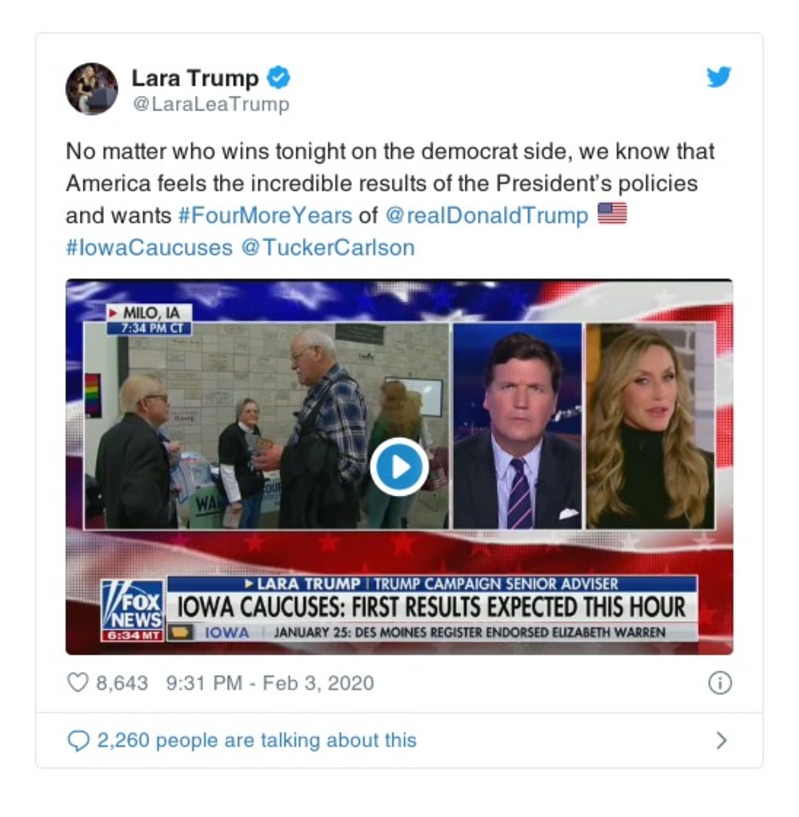 Lara Trump
@LaraLeaTrump
No matter who wins tonight on the democrat side, we know that
America feels the incredible results of the President’s policies
and wants #FourMoreYears of @realDonaldTrump 🇺🇸
#IowaCaucuses @TuckerCarlson
MILO, IA
7:34 PM CT
WA
LARA TRUMP | TRUMP CAMPAIGN SENIOR ADVISER
FOX
NEWS
6:34 MT
IOWA CAUCUSES: FIRST RESULTS EXPECTED THIS HOUR
IOWA JANUARY 25: DES MOINES REGISTER ENDORSED ELIZABETH WARREN
8,643 9:31 PM - Feb 3, 2020
2,260 people are talking about this